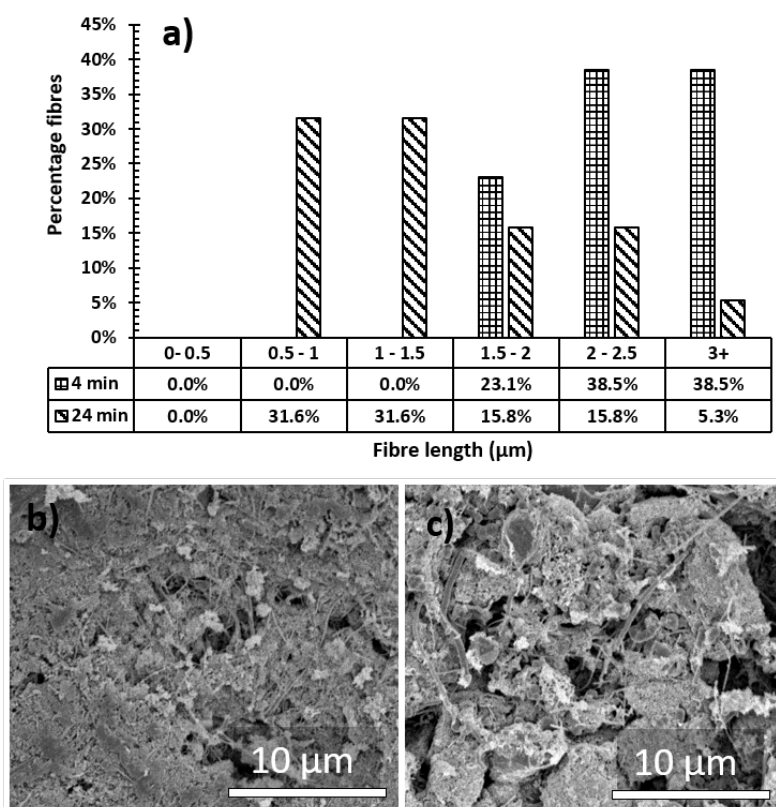 a)
Percentage fibres
45%
40%
35%
30%
25%
20%
15%
10%
5%
0%
0- 0.5 0.5 - 1 1 - 1.5 1.5 - 2 2 - 2.5 3+
4 min 0.0% 0.0% 0.0% 23.1% 38.5% 38.5%
24 min 0.0% 31.6% 31.6% 15.8% 15.8% 5.3%
Fibre length (μm)
b)
10 μm
c)
10 μm